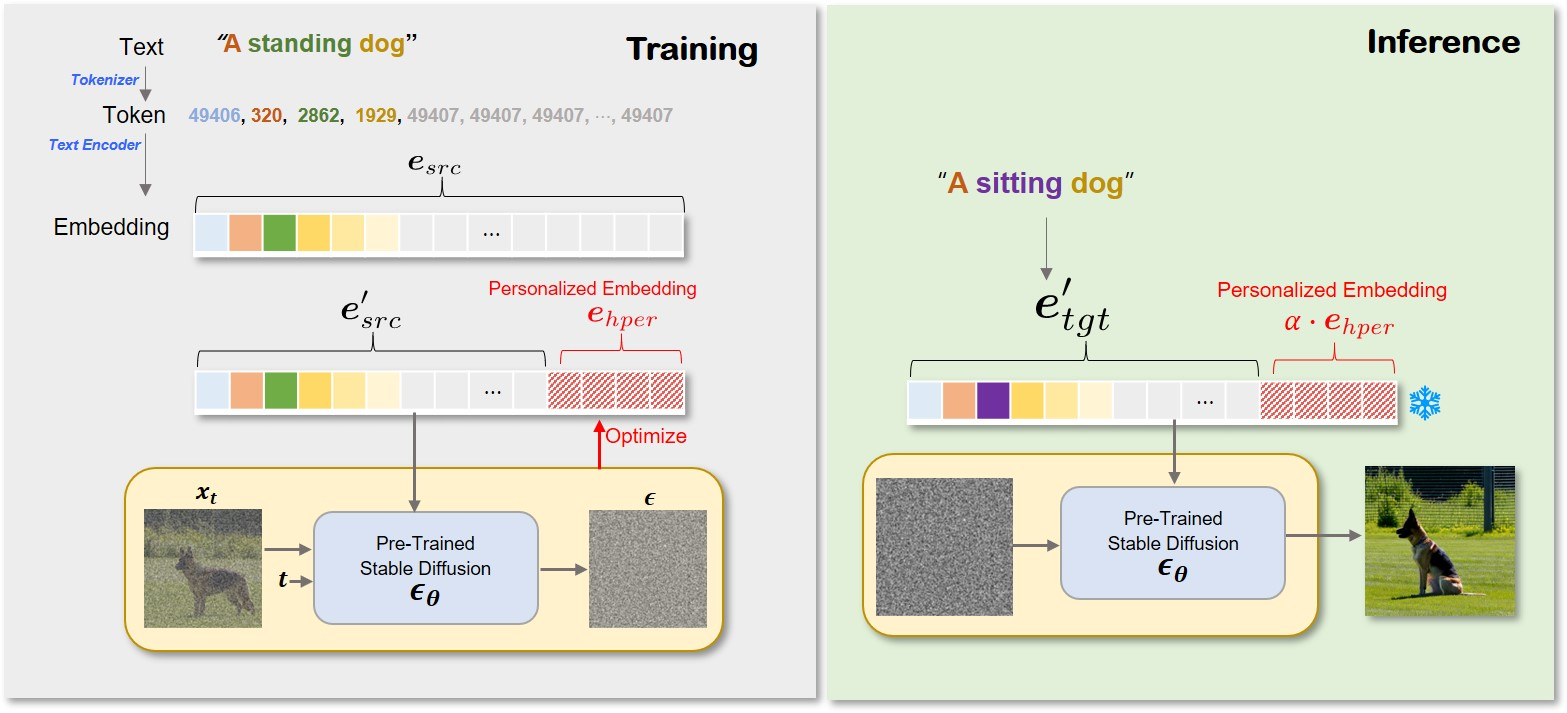 Training
Text
“A standing dog”
Tokenizer
Token
49406, 320, 2862, 1929, 49407, 49407, 49407, ..., 49407
Text Encoder
e_src
Embedding
...
Personalized Embedding
e'_src
e_hper
...
Optimize
x_t
ϵ
Pre-Trained
Stable Diffusion
t
ϵ_θ
Inference
“A sitting dog”
Personalized Embedding
e'_tgt
α · e_hper
...
Pre-Trained
Stable Diffusion
ϵ_θ